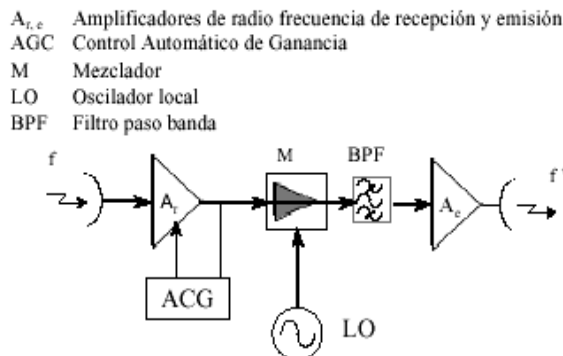 Ar, e Amplificadores de radio frecuencia de recepción y emisión
AGC Control Automático de Ganancia
M Mezclador
LO Oscilador local
BPF Filtro paso banda
f M BPF f '
Ar Ae
ACG
LO